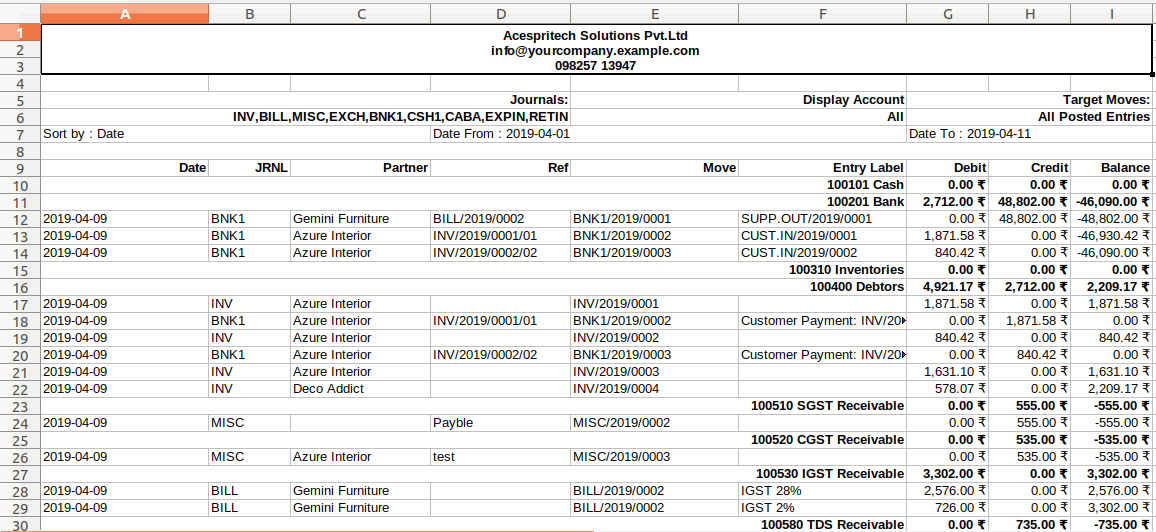 A B C D E F G H I
1 Acespritech Solutions Pvt.Ltd
2 info@yourcompany.example.com
3 098257 13947
4
5 Journals: Display Account Target Moves:
6 INV,BILL,MISC,EXCH,BNK1,CSH1,CABA,EXPIN,RETIN All All Posted Entries
7 Sort by : Date Date From : 2019-04-01 Date To : 2019-04-11
8
9 Date JRNL Partner Ref Move Entry Label Debit Credit Balance
10 100101 Cash 0.00 ₹ 0.00 ₹ 0.00 ₹
11 100201 Bank 2,712.00 ₹ 48,802.00 ₹ -46,090.00 ₹
12 2019-04-09 BNK1 Gemini Furniture BILL/2019/0002 BNK1/2019/0001 SUPP.OUT/2019/0001 0.00 ₹ 48,802.00 ₹ -48,802.00 ₹
13 2019-04-09 BNK1 Azure Interior INV/2019/0001/01 BNK1/2019/0002 CUST.IN/2019/0001 1,871.58 ₹ 0.00 ₹ -46,930.42 ₹
14 2019-04-09 BNK1 Azure Interior INV/2019/0002/02 BNK1/2019/0003 CUST.IN/2019/0002 840.42 ₹ 0.00 ₹ -46,090.00 ₹
15 100310 Inventories 0.00 ₹ 0.00 ₹ 0.00 ₹
16 100400 Debtors 4,921.17 ₹ 2,712.00 ₹ 2,209.17 ₹
17 2019-04-09 INV Azure Interior INV/2019/0001 1,871.58 ₹ 0.00 ₹ 1,871.58 ₹
18 2019-04-09 BNK1 Azure Interior INV/2019/0001/01 BNK1/2019/0002 Customer Payment: INV/20 0.00 ₹ 1,871.58 ₹ 0.00 ₹
19 2019-04-09 INV Azure Interior INV/2019/0002 840.42 ₹ 0.00 ₹ 840.42 ₹
20 2019-04-09 BNK1 Azure Interior INV/2019/0002/02 BNK1/2019/0003 Customer Payment: INV/20 0.00 ₹ 840.42 ₹ 0.00 ₹
21 2019-04-09 INV Azure Interior INV/2019/0003 1,631.10 ₹ 0.00 ₹ 1,631.10 ₹
22 2019-04-09 INV Deco Addict INV/2019/0004 578.07 ₹ 0.00 ₹ 2,209.17 ₹
23 100510 SGST Receivable 0.00 ₹ 555.00 ₹ -555.00 ₹
24 2019-04-09 MISC Payble MISC/2019/0002 0.00 ₹ 555.00 ₹ -555.00 ₹
25 100520 CGST Receivable 0.00 ₹ 535.00 ₹ -535.00 ₹
26 2019-04-09 MISC Azure Interior test MISC/2019/0003 0.00 ₹ 535.00 ₹ -535.00 ₹
27 100530 IGST Receivable 3,302.00 ₹ 0.00 ₹ 3,302.00 ₹
28 2019-04-09 BILL Gemini Furniture BILL/2019/0002 IGST 28% 2,576.00 ₹ 0.00 ₹ 2,576.00 ₹
29 2019-04-09 BILL Gemini Furniture BILL/2019/0002 IGST 2% 726.00 ₹ 0.00 ₹ 3,302.00 ₹
30 100580 TDS Receivable 0.00 ₹ 735.00 ₹ -735.00 ₹